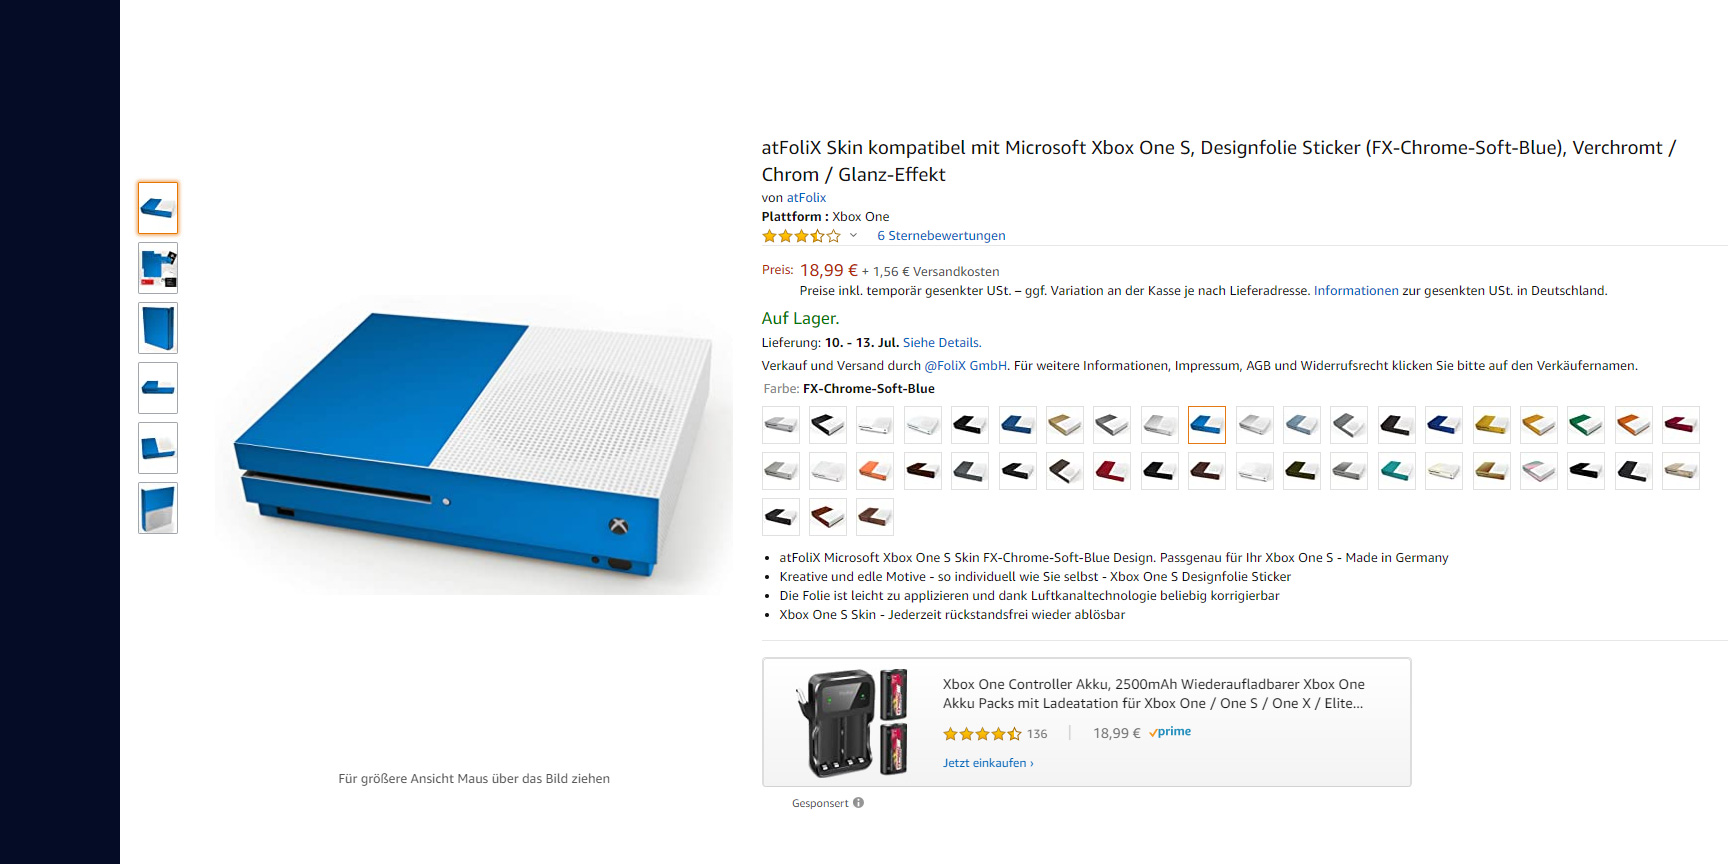 atFoliX Skin kompatibel mit Microsoft Xbox One S, Designfolie Sticker (FX-Chrome-Soft-Blue), Verchromt /
Chrom / Glanz-Effekt
von atFolix
Plattform : Xbox One
6 Sternebewertungen
Preis: 18,99 € + 1,56 € Versandkosten
Preise inkl. temporär gesenkter USt. – ggf. Variation an der Kasse je nach Lieferadresse. Informationen zur gesenkten USt. in Deutschland.
Auf Lager.
Lieferung: 10. - 13. Jul. Siehe Details.
Verkauf und Versand durch @FoliX GmbH. Für weitere Informationen, Impressum, AGB und Widerrufsrecht klicken Sie bitte auf den Verkäufernamen.
Farbe: FX-Chrome-Soft-Blue
• atFoliX Microsoft Xbox One S Skin FX-Chrome-Soft-Blue Design. Passgenau für Ihr Xbox One S - Made in Germany
• Kreative und edle Motive - so individuell wie Sie selbst - Xbox One S Designfolie Sticker
• Die Folie ist leicht zu applizieren und dank Luftkanaltechnologie beliebig korrigierbar
• Xbox One S Skin - Jederzeit rückstandsfrei wieder ablösbar
Xbox One Controller Akku, 2500mAh Wiederaufladbarer Xbox One
Akku Packs mit Ladeatation für Xbox One / One S / One X / Elite...
136 | 18,99 € prime
Jetzt einkaufen ›
Gesponsert
Für größere Ansicht Maus über das Bild ziehen